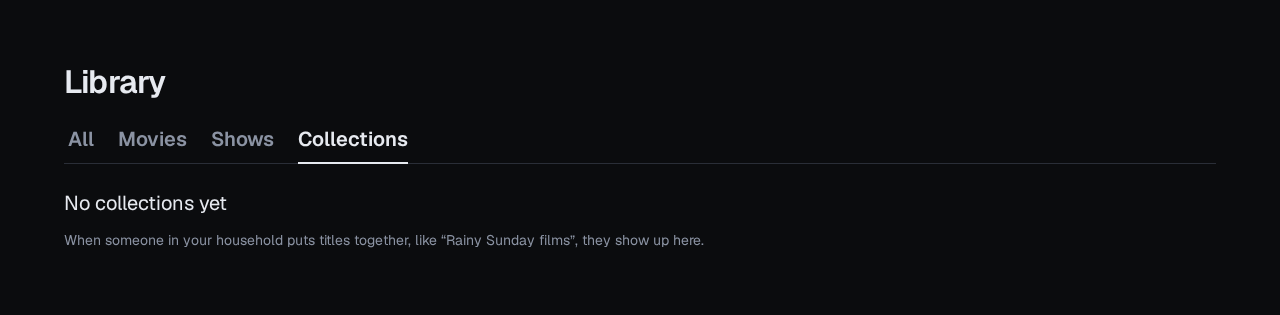 Library
All Movies Shows Collections
No collections yet
When someone in your household puts titles together, like “Rainy Sunday films”, they show up here.